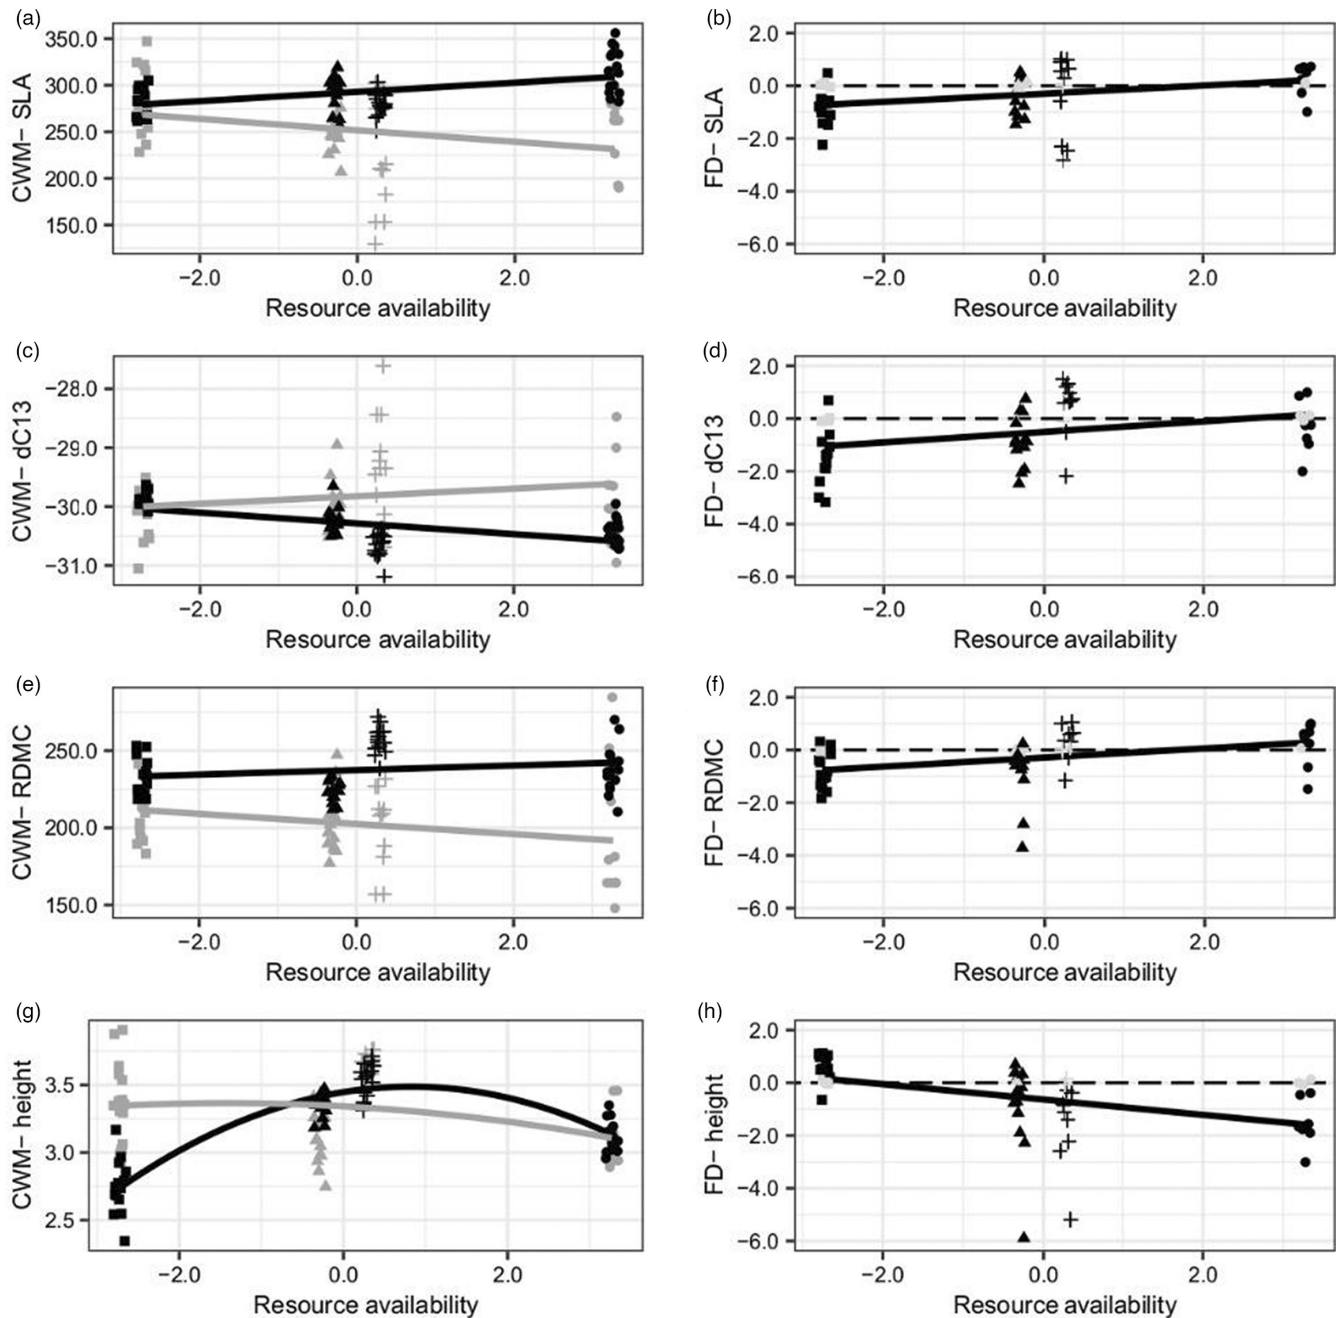 (a)
CWM− SLA
350.0
300.0
250.0
200.0
150.0
−2.0 0.0 2.0
Resource availability
(b)
FD− SLA
2.0
0.0
−2.0
−4.0
−6.0
−2.0 0.0 2.0
Resource availability
(c)
CWM− dC13
−28.0
−29.0
−30.0
−31.0
−2.0 0.0 2.0
Resource availability
(d)
FD− dC13
2.0
0.0
−2.0
−4.0
−6.0
−2.0 0.0 2.0
Resource availability
(e)
CWM− RDMC
250.0
200.0
150.0
−2.0 0.0 2.0
Resource availability
(f)
FD− RDMC
2.0
0.0
−2.0
−4.0
−6.0
−2.0 0.0 2.0
Resource availability
(g)
CWM− height
3.5
3.0
2.5
−2.0 0.0 2.0
Resource availability
(h)
FD− height
2.0
0.0
−2.0
−4.0
−6.0
−2.0 0.0 2.0
Resource availability